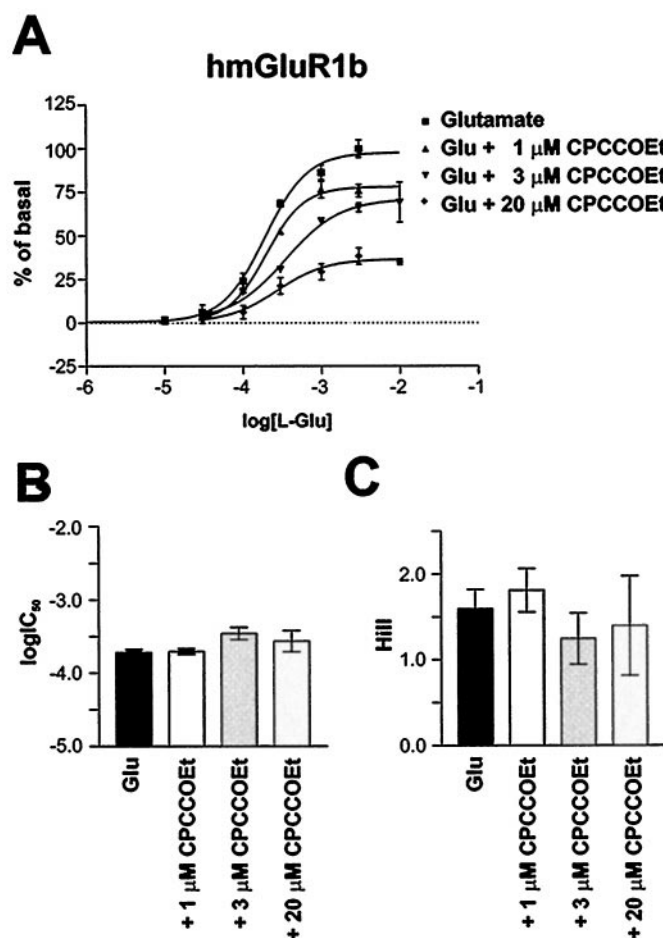 A
hmGluR1b
Glutamate
Glu + 1 μM CPCCOEt
Glu + 3 μM CPCCOEt
Glu + 20 μM CPCCOEt
% of basal
125
100
75
50
25
0
-25
-6 -5 -4 -3 -2 -1
log[L-Glu]
B
logIC50
-2.0
-3.0
-4.0
-5.0
Glu
+ 1 μM CPCCOEt
+ 3 μM CPCCOEt
+ 20 μM CPCCOEt
C
Hill
2.0
1.0
0.0
Glu
+ 1 μM CPCCOEt
+ 3 μM CPCCOEt
+ 20 μM CPCCOEt